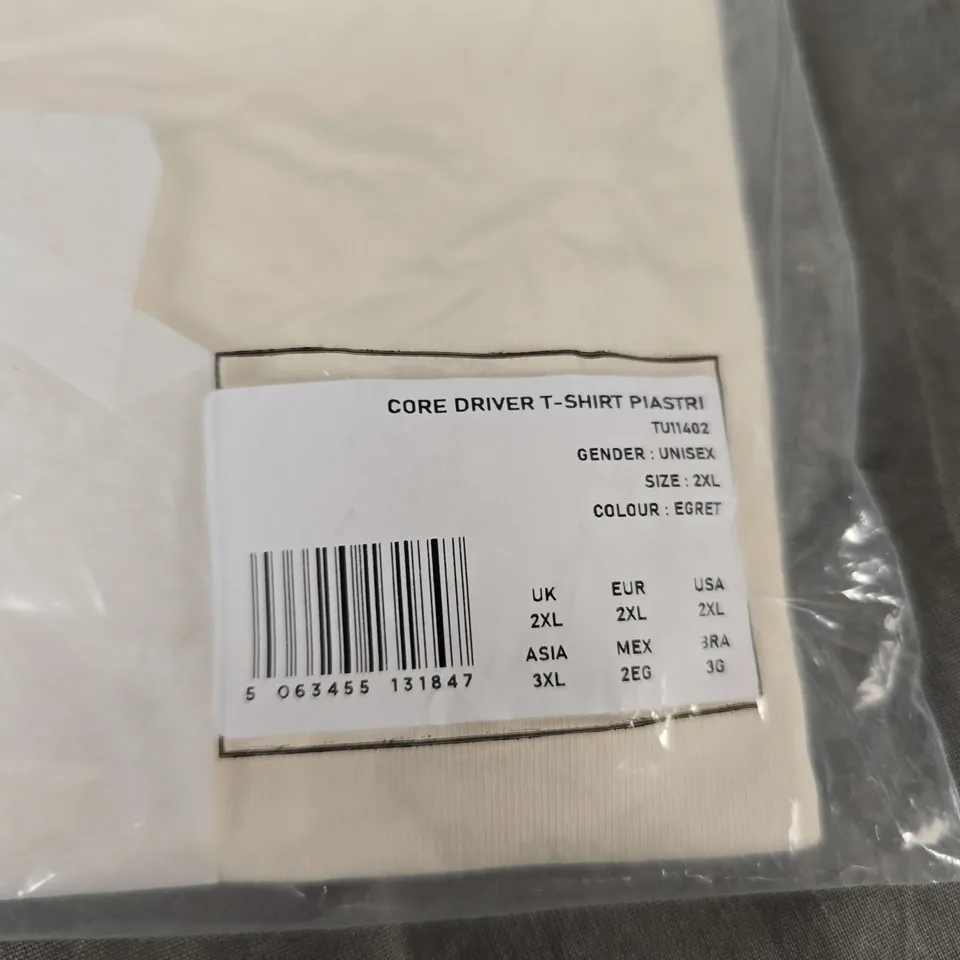 CORE DRIVER T-SHIRT PIASTRI
TU11402
GENDER : UNISEX
SIZE : 2XL
COLOUR : EGRET
UK EUR USA
2XL 2XL 2XL
ASIA MEX BRA
3XL 2EG 3G
5 063455 131847